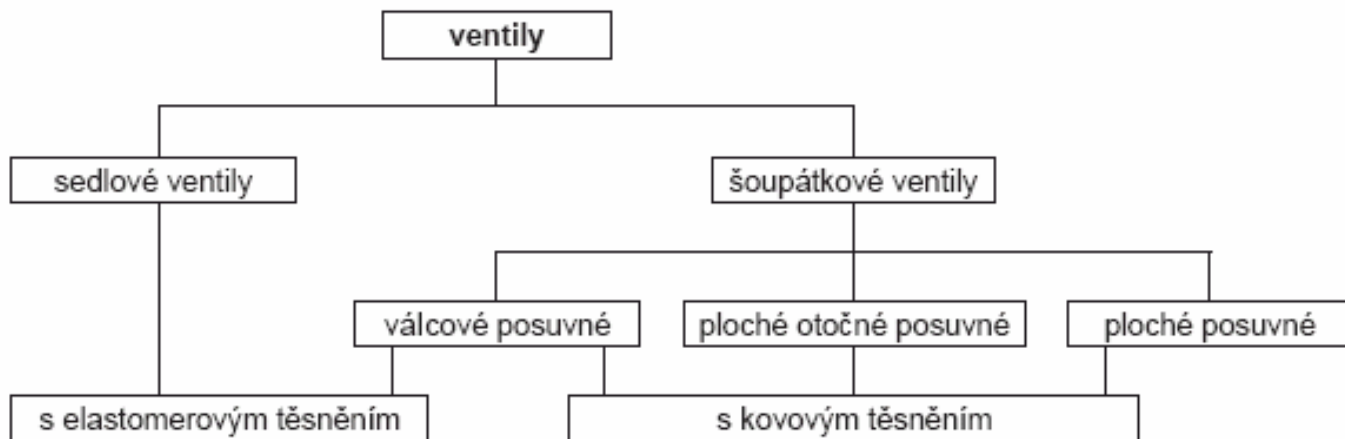 ventily
sedlové ventily
šoupátkové ventily
válcové posuvné
ploché otočné posuvné
ploché posuvné
s elastomerovým těsněním
s kovovým těsněním